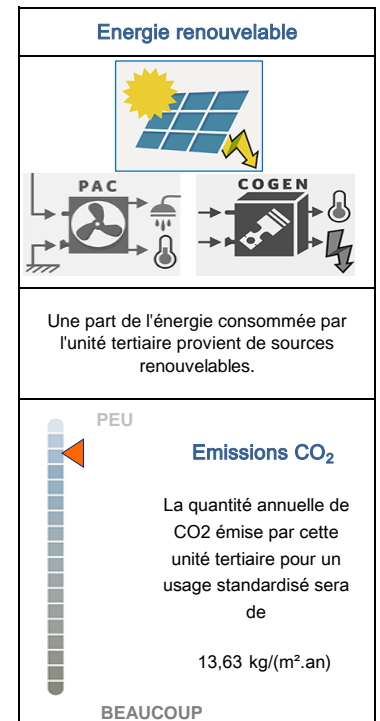 Energie renouvelable
PAC
COGEN
Une part de l'énergie consommée par
l'unité tertiaire provient de sources
renouvelables.
PEU
Emissions CO₂
La quantité annuelle de
CO2 émise par cette
unité tertiaire pour un
usage standardisé sera
de
13,63 kg/(m².an)
BEAUCOUP